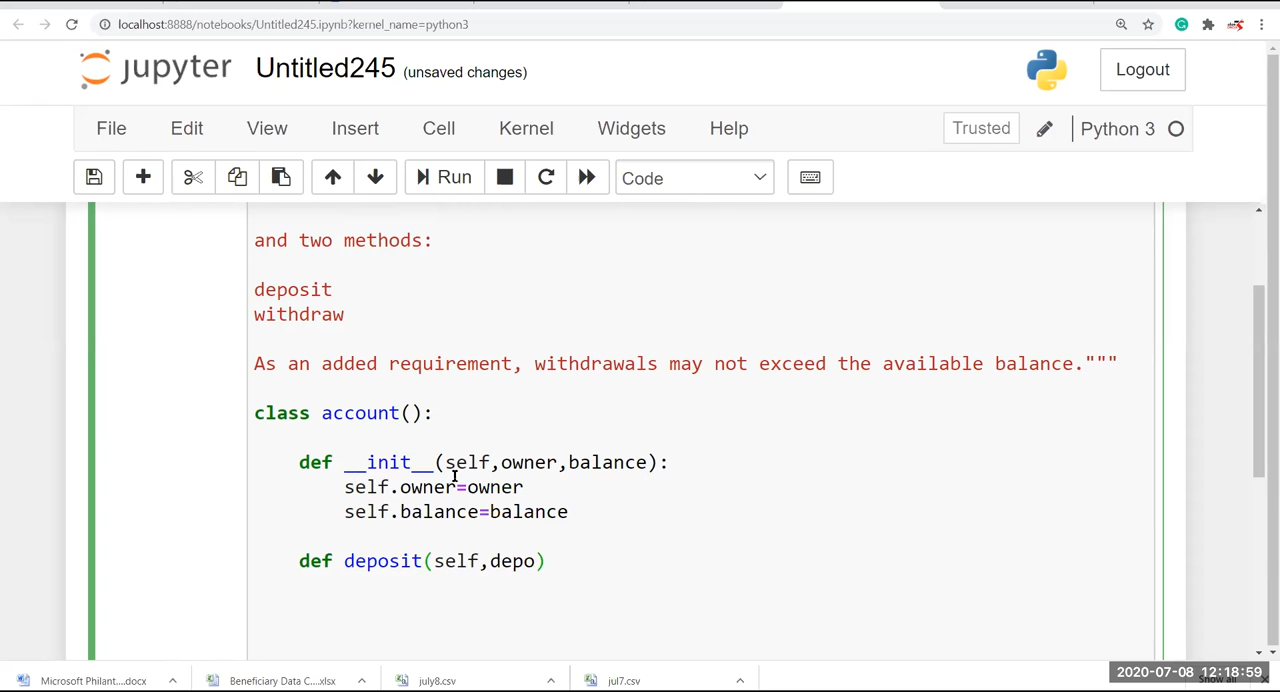 localhost:8888/notebooks/Untitled245.ipynb?kernel_name=python3
jupyter Untitled245 (unsaved changes)
Logout
File Edit View Insert Cell Kernel Widgets Help Trusted Python 3
Run Code
and two methods:
deposit
withdraw
As an added requirement, withdrawals may not exceed the available balance."""
class account():
def __init__(self,owner,balance):
self.owner=owner
self.balance=balance
def deposit(self,depo)
Microsoft Philant....docx Beneficiary Data C....xlsx july8.csv jul7.csv Show all
2020-07-08 12:18:59